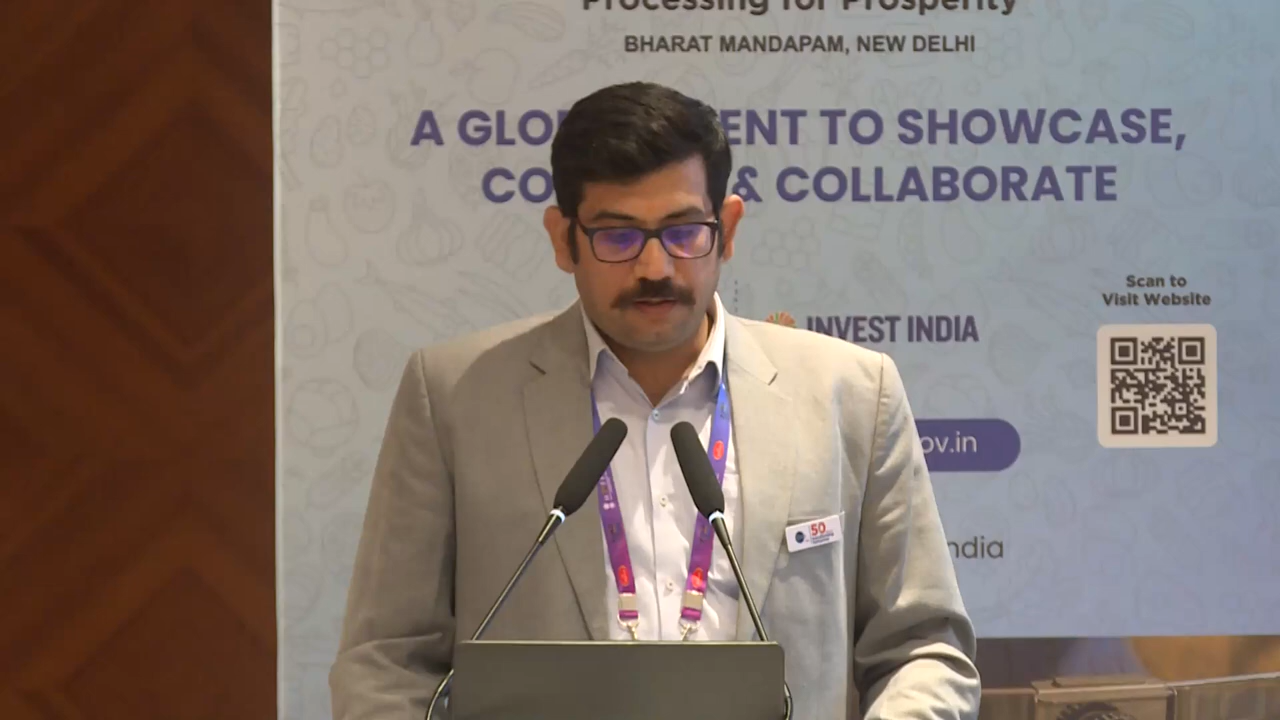 Processing for Prosperity
BHARAT MANDAPAM, NEW DELHI
A GLO ENT TO SHOWCASE,
CO & COLLABORATE
Scan to
Visit Website
INVEST INDIA
ov.in
50
ndia